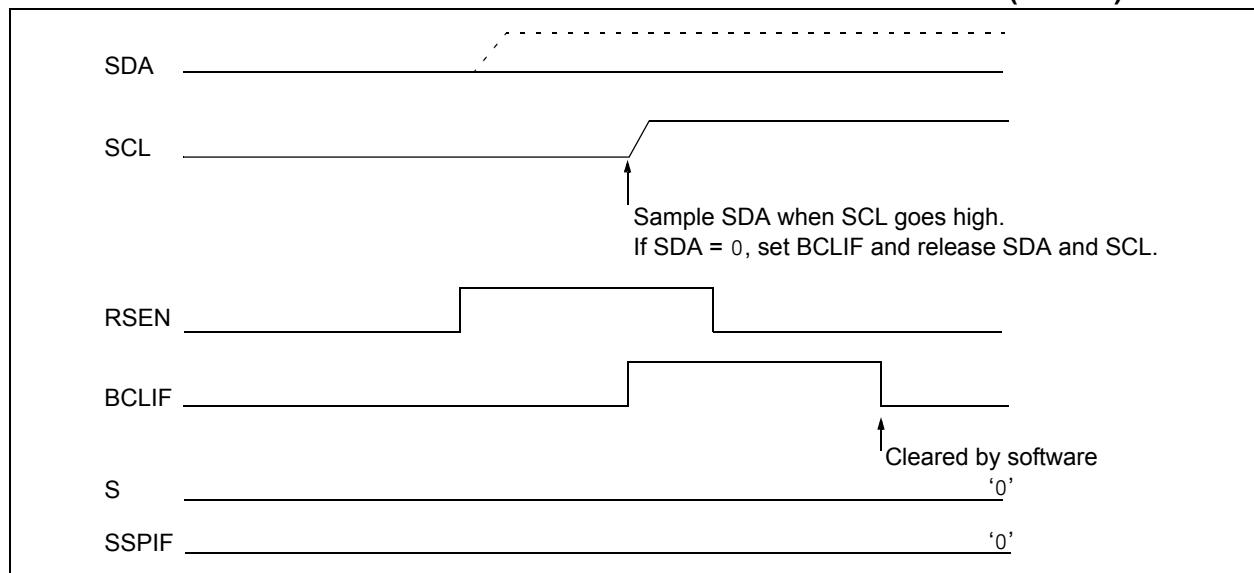 SDA
SCL
Sample SDA when SCL goes high.
If SDA = 0, set BCLIF and release SDA and SCL.
RSEN
BCLIF
Cleared by software
S
‘0’
SSPIF
‘0’